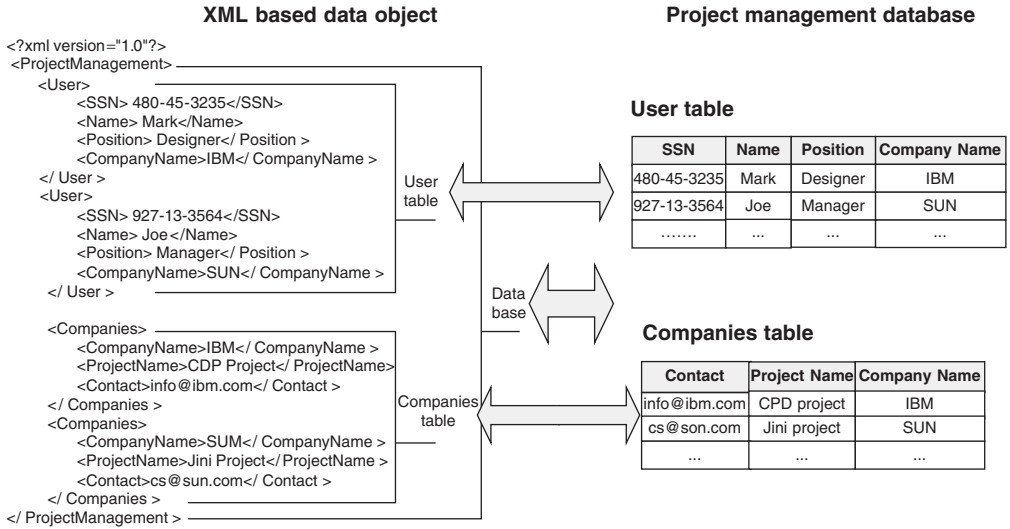 XML based data object
Project management database
<?xml version="1.0"?>
<ProjectManagement>
<User>
<SSN> 480-45-3235</SSN>
<Name> Mark</Name>
<Position> Designer</ Position >
<CompanyName>IBM</ CompanyName >
</ User >
<User>
<SSN> 927-13-3564</SSN>
<Name> Joe</Name>
<Position> Manager</ Position >
<CompanyName>SUN</ CompanyName >
</ User >
<Companies>
<CompanyName>IBM</ CompanyName >
<ProjectName>CDP Project</ ProjectName>
<Contact>info@ibm.com</ Contact >
</ Companies >
<Companies>
<CompanyName>SUM</ CompanyName >
<ProjectName>Jini Project</ ProjectName >
<Contact>cs@sun.com</ Contact >
</ Companies >
</ ProjectManagement >
User
table
Data
base
Companies
table
User table
SSN Name Position Company Name
480-45-3235 Mark Designer IBM
927-13-3564 Joe Manager SUN
....... ... ... ...
Companies table
Contact Project Name Company Name
info@ibm.com CPD project IBM
cs@son.com Jini project SUN
... ... ...